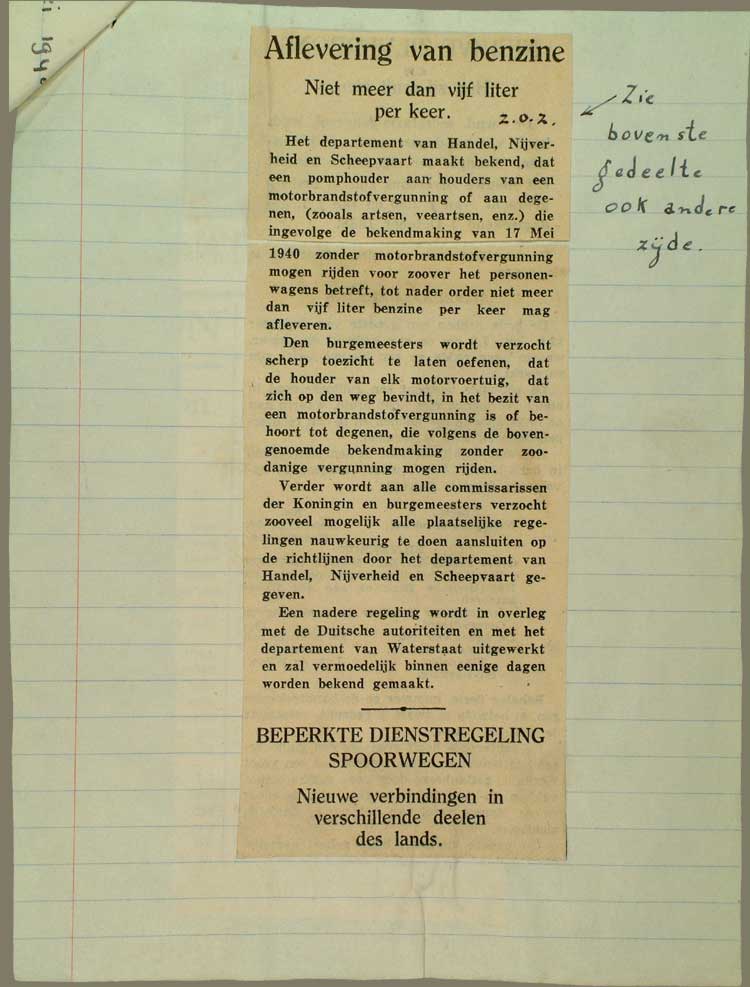 Aflevering van benzine
Niet meer dan vijf liter
per keer.
z.o.z.
Het departement van Handel, Nijver-
heid en Scheepvaart maakt bekend, dat
een pomphouder aan houders van een
motorbrandstofvergunning of aan dege-
nen, (zooals artsen, veeartsen, enz.) die
ingevolge de bekendmaking van 17 Mei
1940 zonder motorbrandstofvergunning
mogen rijden voor zoover het personen-
wagens betreft, tot nader order niet meer
dan vijf liter benzine per keer mag
afleveren.
Den burgemeesters wordt verzocht
scherp toezicht te laten oefenen, dat
de houder van elk motorvoertuig, dat
zich op den weg bevindt, in het bezit van
een motorbrandstofvergunning is of be-
hoort tot degenen, die volgens de boven-
genoemde bekendmaking zonder zoo-
danige vergunning mogen rijden.
Verder wordt aan alle commissarissen
der Koningin en burgemeesters verzocht
zooveel mogelijk alle plaatselijke rege-
lingen nauwkeurig te doen aansluiten op
de richtlijnen door het departement van
Handel, Nijverheid en Scheepvaart ge-
geven.
Een nadere regeling wordt in overleg
met de Duitsche autoriteiten en met het
departement van Waterstaat uitgewerkt
en zal vermoedelijk binnen eenige dagen
worden bekend gemaakt.
BEPERKTE DIENSTREGELING
SPOORWEGEN
Nieuwe verbindingen in
verschillende deelen
des lands.
Zie
bovenste
gedeelte
ook andere
zijde.